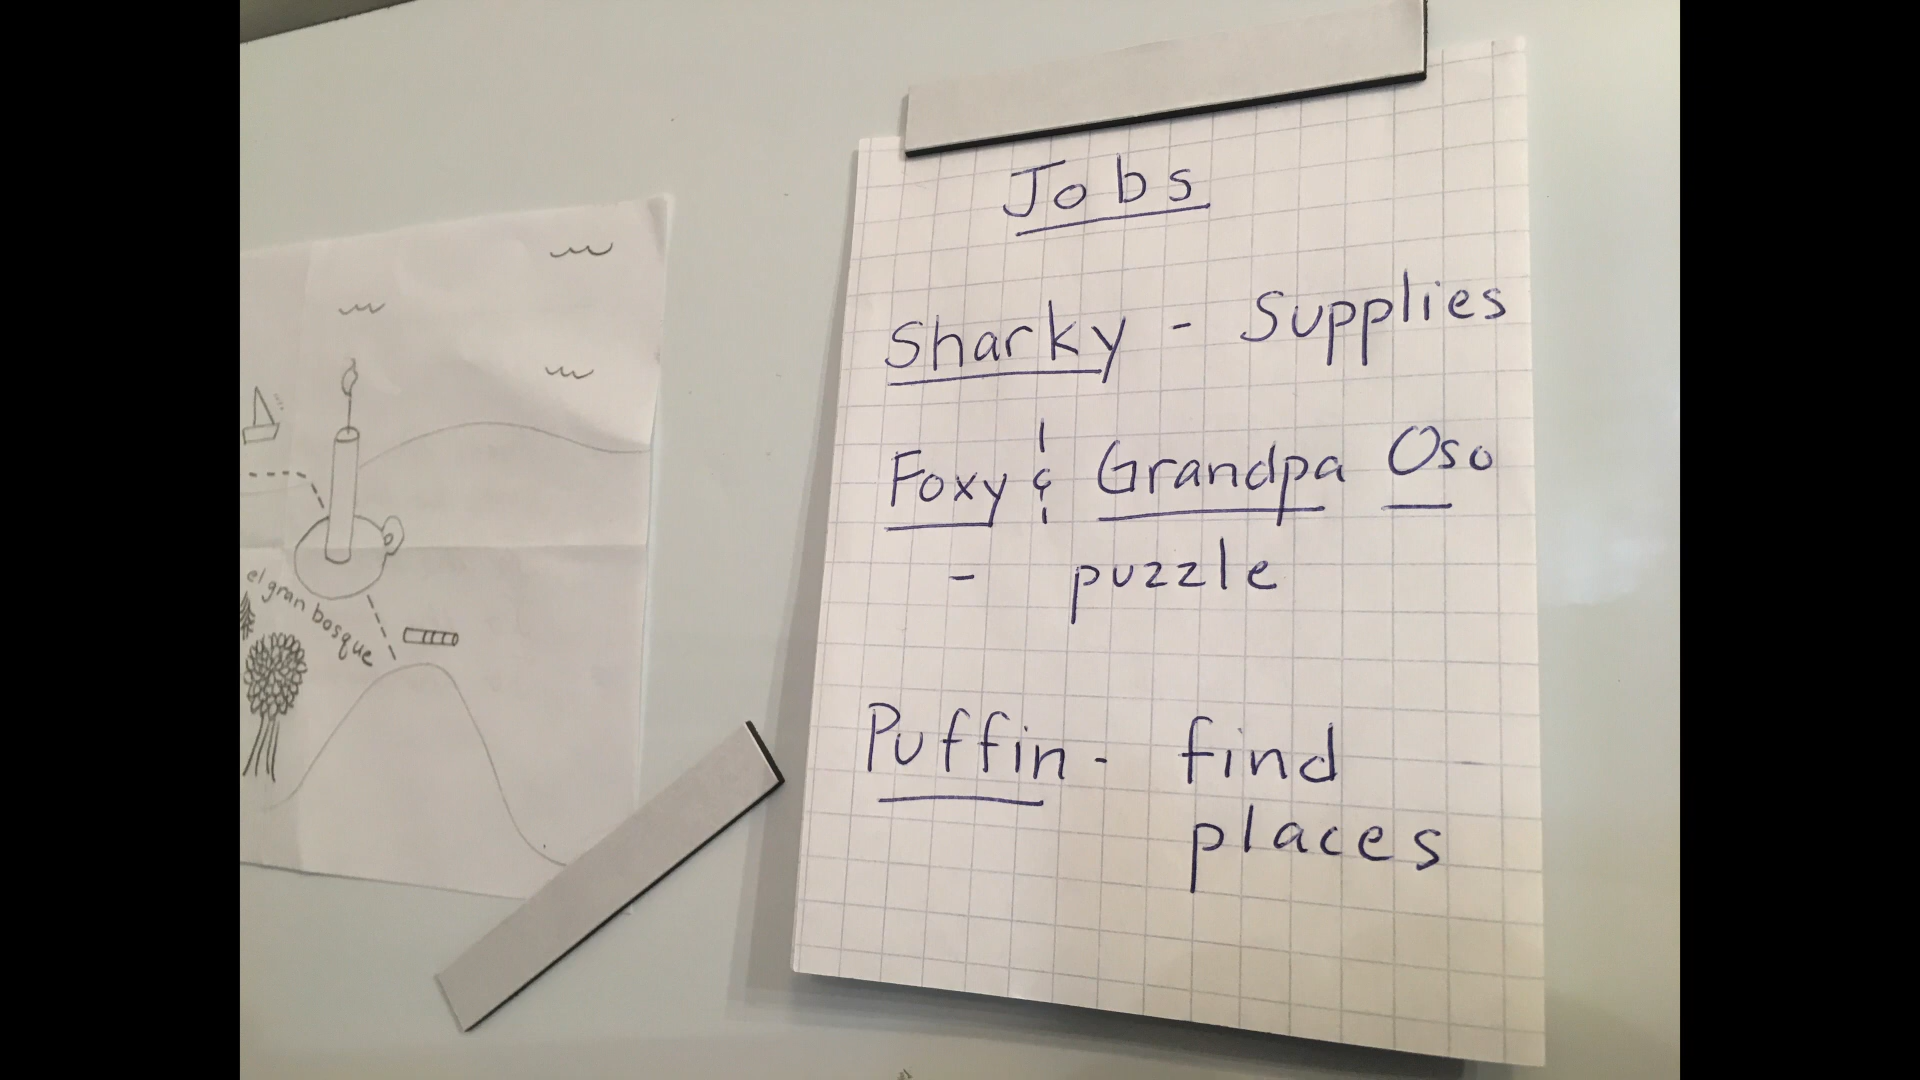 Jobs
Sharky - Supplies
Foxy & Grandpa Oso
- puzzle
Puffin - find
places
el gran bosque